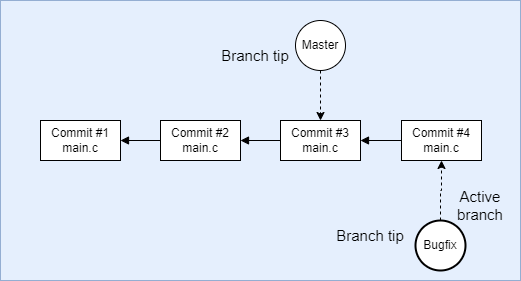 Master
Branch tip
Commit #1
main.c
Commit #2
main.c
Commit #3
main.c
Commit #4
main.c
Active
branch
Branch tip
Bugfix